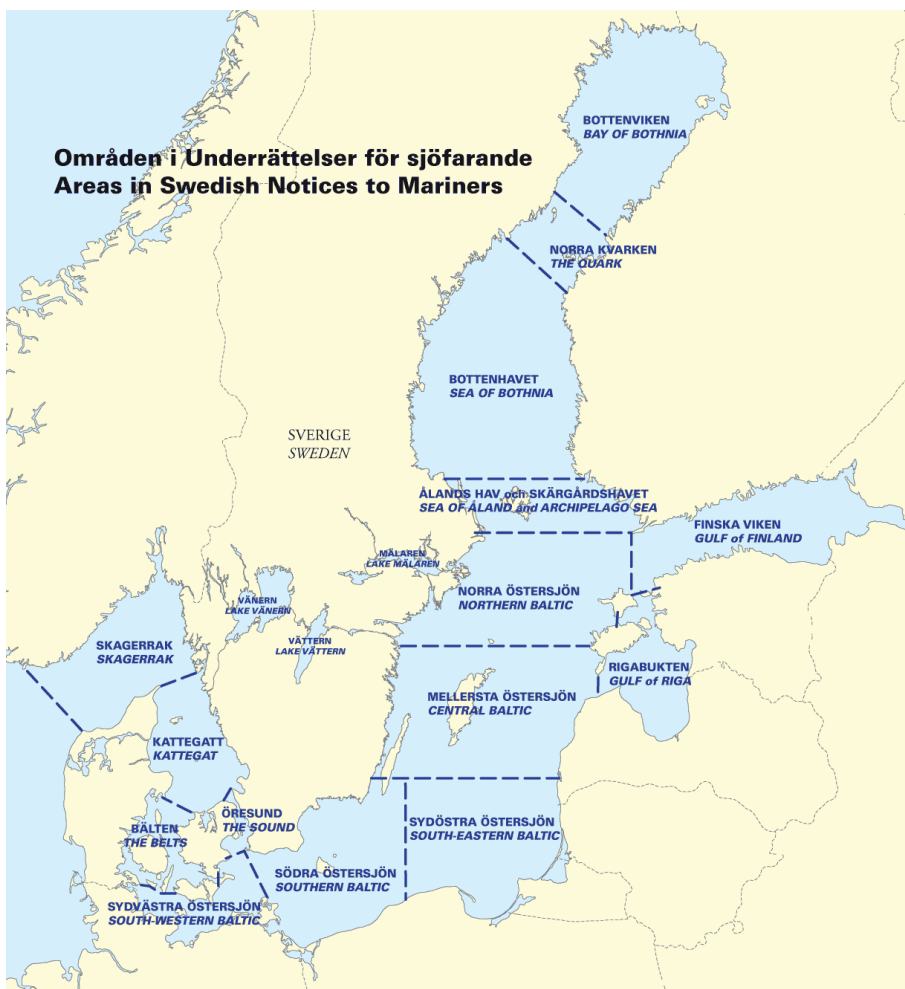 BOTTENVIKEN
BAY OF BOTHNIA
Områden i Underrättelser för sjöfarande
Areas in Swedish Notices to Mariners
NORRA KVARKEN
THE QUARK
BOTTENHAVET
SEA OF BOTHNIA
SVERIGE
SWEDEN
ÅLANDS HAV och SKÄRGÅRDSHAVET
SEA OF ÅLAND and ARCHIPELAGO SEA
FINSKA VIKEN
GULF of FINLAND
MÄLAREN
LAKE MÄLAREN
NORRA ÖSTERSJÖN
NORTHERN BALTIC
VÄNERN
LAKE VÄNERN
VÄTTERN
LAKE VÄTTERN
SKAGERRAK
SKAGERRAK
RIGABUKTEN
GULF of RIGA
MELLERSTA ÖSTERSJÖN
CENTRAL BALTIC
KATTEGATT
KATTEGAT
ÖRESUND
THE SOUND
BÄLTEN
THE BELTS
SYDÖSTRA ÖSTERSJÖN
SOUTH-EASTERN BALTIC
SÖDRA ÖSTERSJÖN
SOUTHERN BALTIC
SYDVÄSTRA ÖSTERSJÖN
SOUTH-WESTERN BALTIC